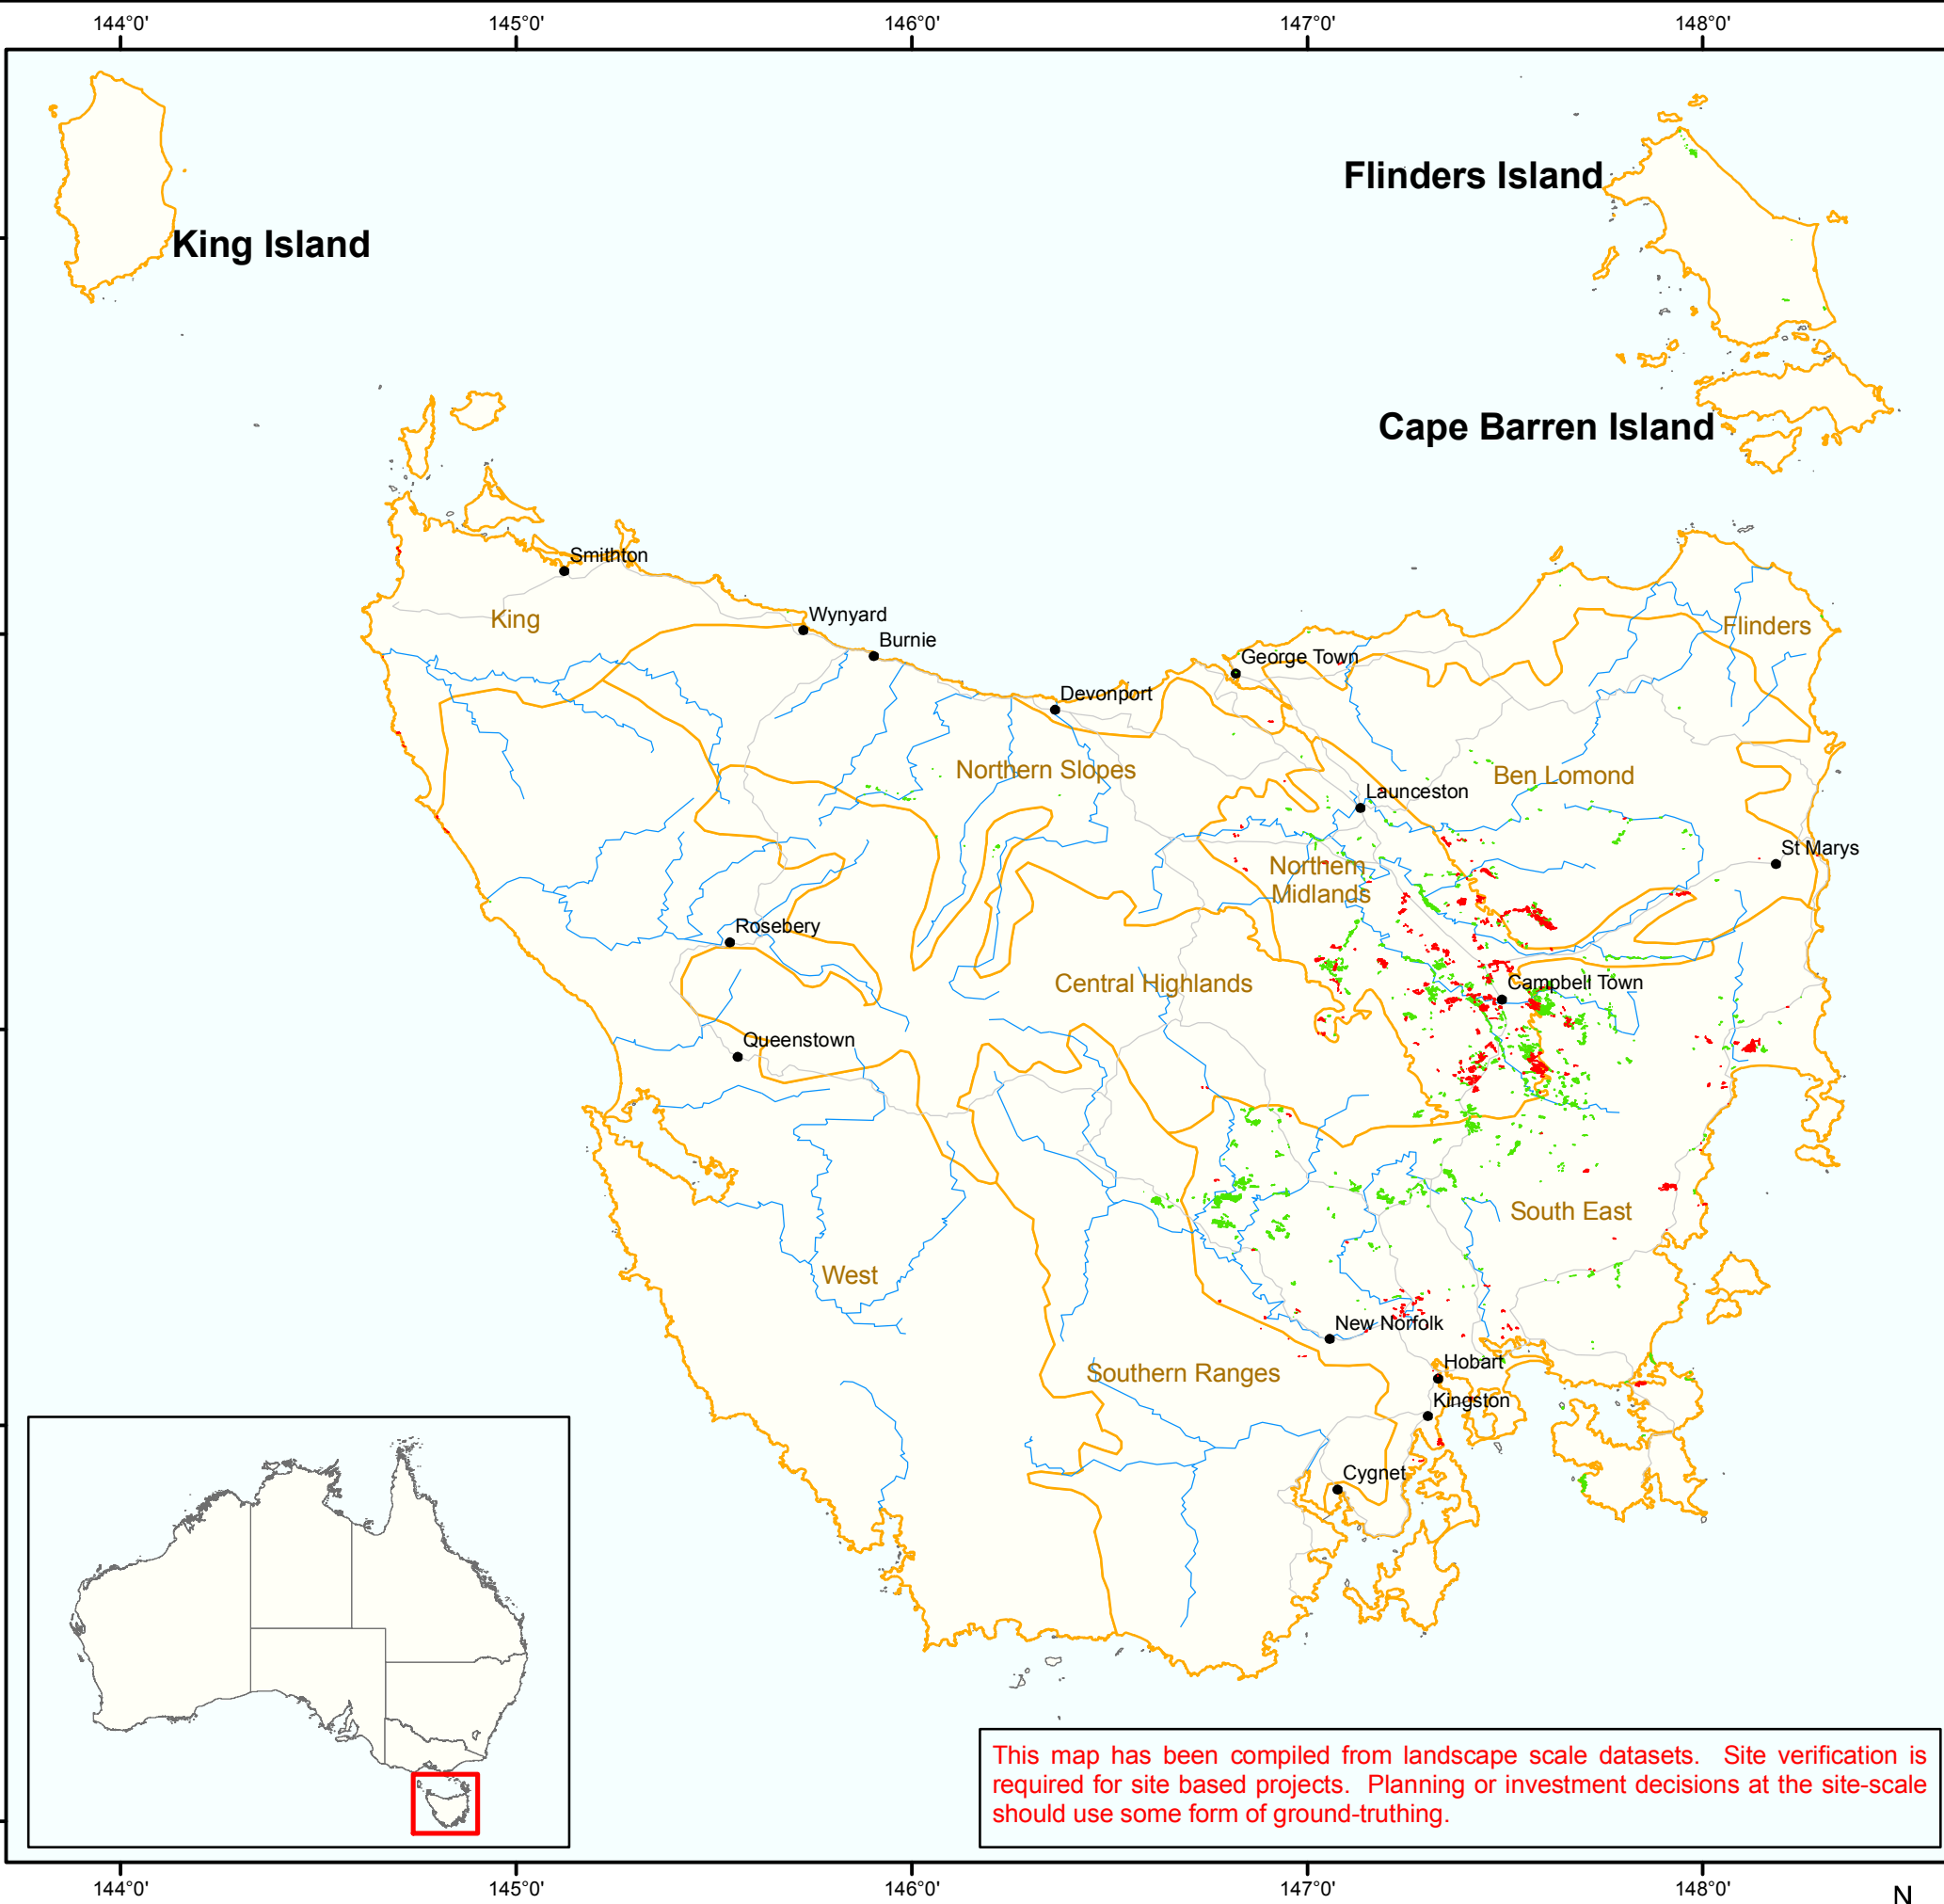 144°0'
145°0'
146°0'
147°0'
148°0'
Flinders Island
King Island
Cape Barren Island
Smithton
King
Wynyard
Flinders
Burnie
George Town
Devonport
Northern Slopes
Ben Lomond
Launceston
St Marys
Northern
Midlands
Rosebery
Central Highlands
Campbell Town
Queenstown
South East
West
New Norfolk
Southern Ranges
Hobart
Kingston
Cygnet
This map has been compiled from landscape scale datasets. Site verification is
required for site based projects. Planning or investment decisions at the site-scale
should use some form of ground-truthing.
144°0'
145°0'
146°0'
147°0'
148°0'
N